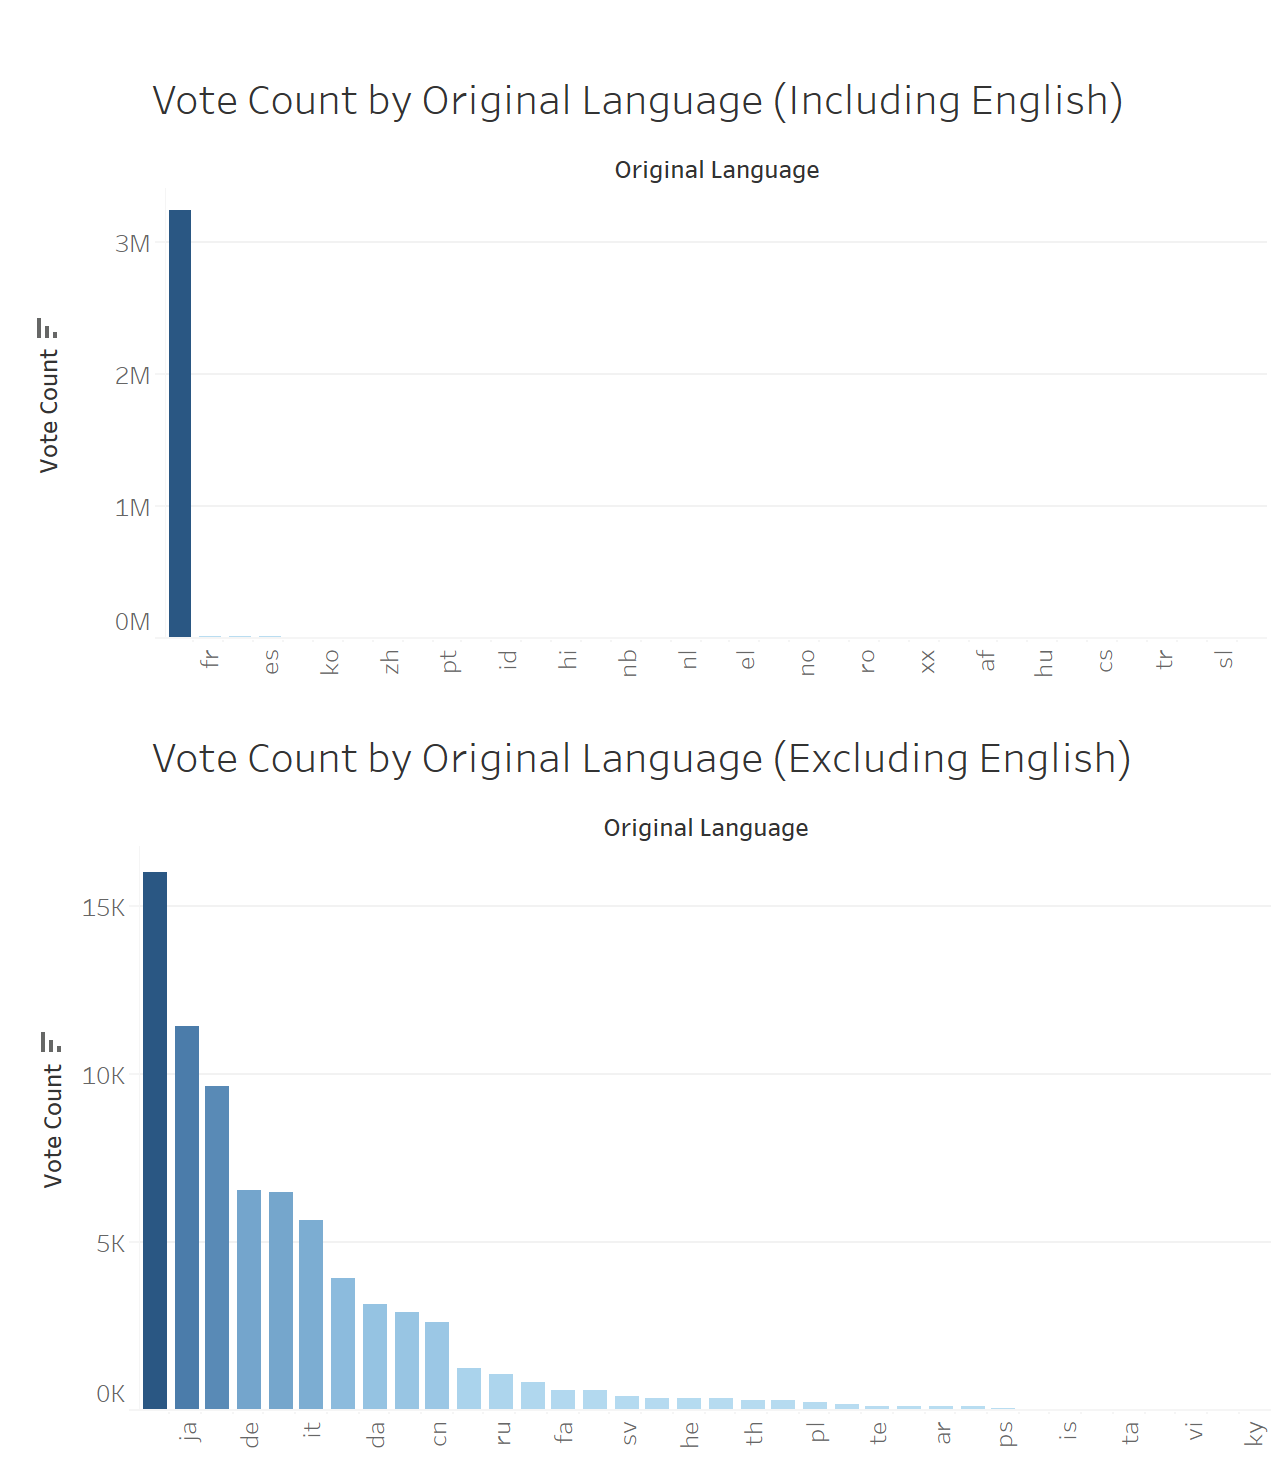 Vote Count by Original Language (Including English)
Original Language
3M
2M
1M
0M
Vote Count
fr es ko zh pt id hi nb nl el no ro xx af hu cs tr sl
Vote Count by Original Language (Excluding English)
Original Language
15K
10K
5K
0K
Vote Count
ja de it da cn ru fa sv he th pl te ar ps is ta vi ky